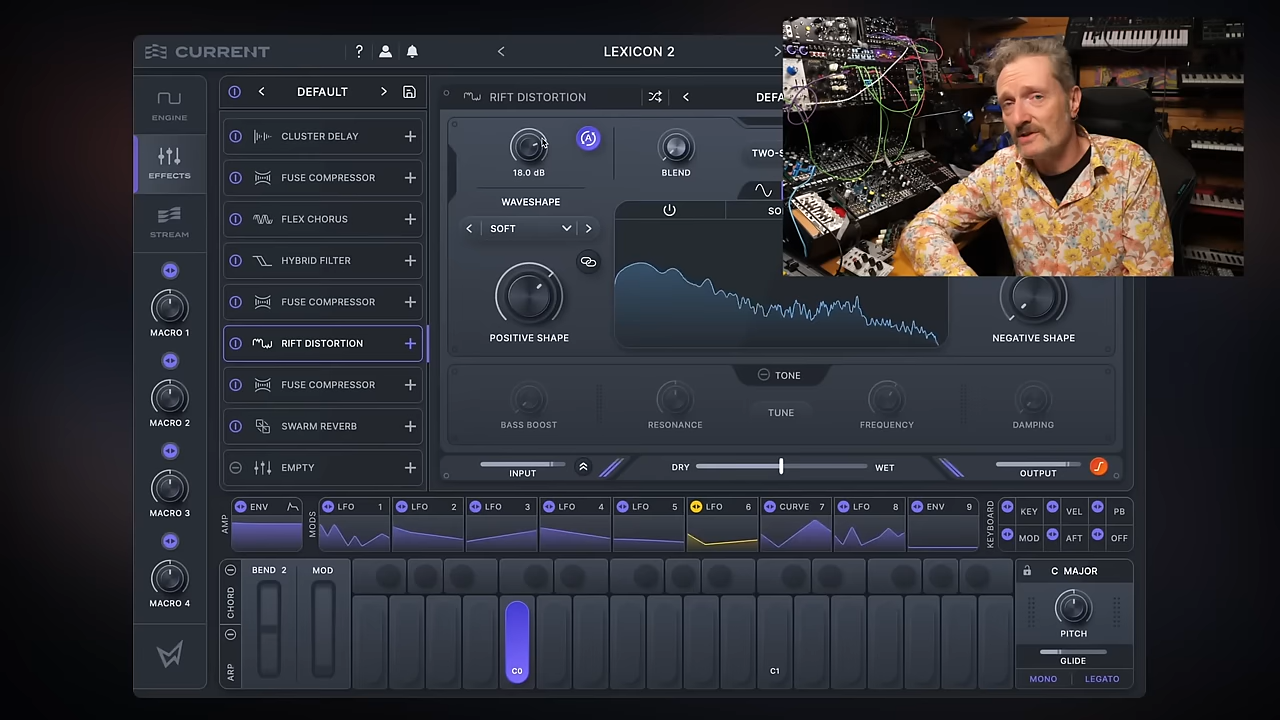 CURRENT
?
LEXICON 2
ENGINE
EFFECTS
STREAM
MACRO 1
MACRO 2
MACRO 3
MACRO 4
DEFAULT
CLUSTER DELAY
FUSE COMPRESSOR
FLEX CHORUS
HYBRID FILTER
FUSE COMPRESSOR
RIFT DISTORTION
FUSE COMPRESSOR
SWARM REVERB
EMPTY
RIFT DISTORTION
18.0 dB
A
BLEND
WAVESHAPE
SOFT
POSITIVE SHAPE
NEGATIVE SHAPE
TONE
BASS BOOST
RESONANCE
TUNE
FREQUENCY
DAMPING
INPUT
DRY
WET
OUTPUT
AMP
ENV
MODS
LFO 1
LFO 2
LFO 3
LFO 4
LFO 5
LFO 6
CURVE 7
LFO 8
ENV 9
KEYBOARD
KEY VEL PB
MOD AFT OFF
CHORD
ARP
BEND 2
MOD
C0
C1
C MAJOR
PITCH
GLIDE
MONO
LEGATO